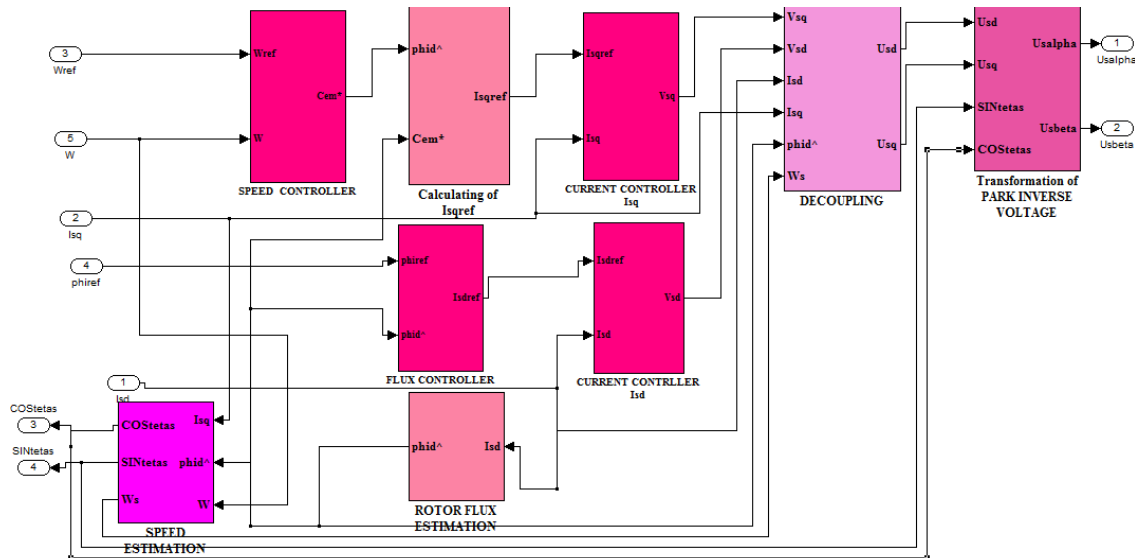 3
Wref
5
W
2
Isq
4
phiref
1
Isd
COStetas
3
SINtetas
4
Wref
Cem*
W
SPEED CONTROLLER
phid^
Isqref
Cem*
Calculating of
Isqref
Isqref
Vsq
Isq
CURRENT CONTROLLER
Isq
Vsq
Vsd
Isd
Isq
phid^
Ws
Usd
Usq
DECOUPLING
Usd
Usq
SINtetas
COStetas
Usalpha
Usbeta
Transformation of
PARK INVERSE
VOLTAGE
1
Usalpha
2
Usbeta
phiref
Isdref
phid^
FLUX CONTROLLER
Isdref
Vsd
Isd
CURRENT CONTRLLER
Isd
COStetas
SINtetas
Ws
Isq
phid^
W
SPEED
ESTIMATION
phid^
Isd
ROTOR FLUX
ESTIMATION